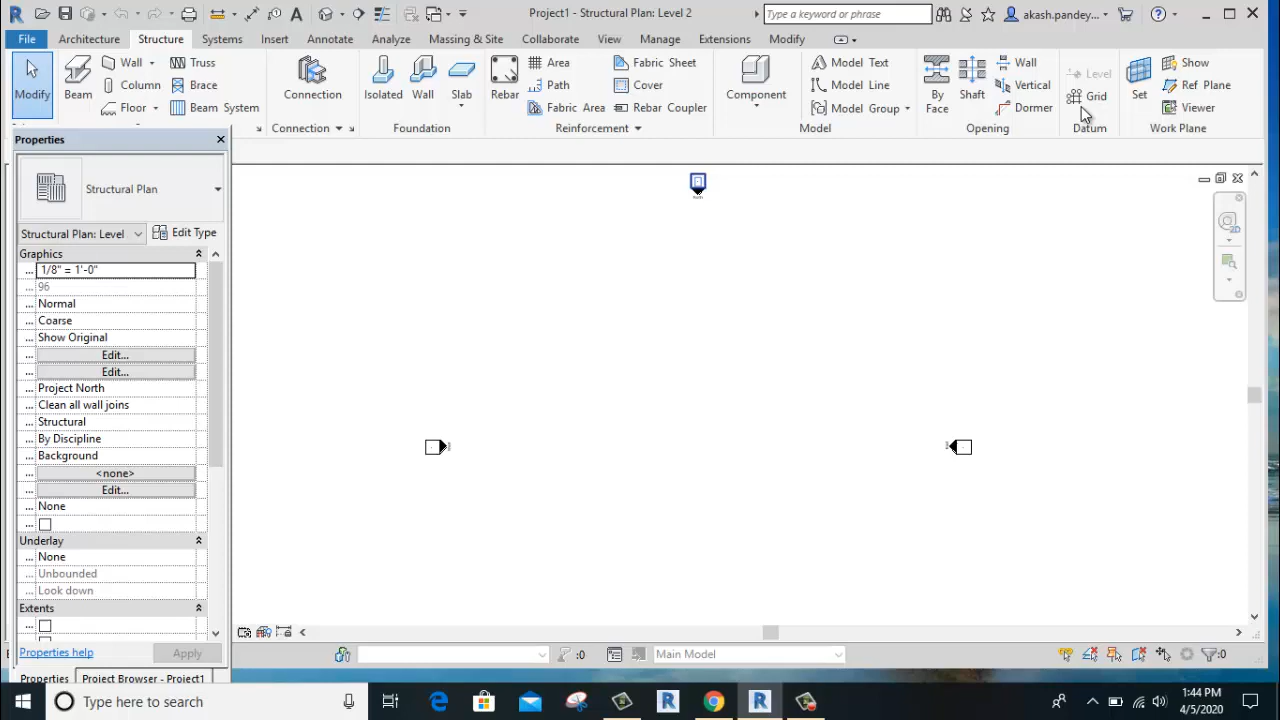 Project1 - Structural Plan: Level 2
Type a keyword or phrase
akash.pandey...
File Architecture Structure Systems Insert Annotate Analyze Massing & Site Collaborate View Manage Extensions Modify
Modify
Beam
Wall
Column
Floor
Truss
Brace
Beam System
Connection
Connection
Isolated
Wall
Slab
Foundation
Rebar
Area
Path
Fabric Area
Fabric Sheet
Cover
Rebar Coupler
Reinforcement
Component
Model Text
Model Line
Model Group
Model
By Face
Shaft
Wall
Vertical
Dormer
Opening
Level
Grid
Datum
Set
Show
Ref Plane
Viewer
Work Plane
Properties
Structural Plan
Structural Plan: Level
Edit Type
Graphics
1/8" = 1'-0"
96
Normal
Coarse
Show Original
Edit...
Edit...
Project North
Clean all wall joins
Structural
By Discipline
Background
<none>
Edit...
None
Underlay
None
Unbounded
Look down
Extents
Properties help
Apply
Properties
Project Browser - Project1
:0
Main Model
:0
Type here to search
1:44 PM
4/5/2020